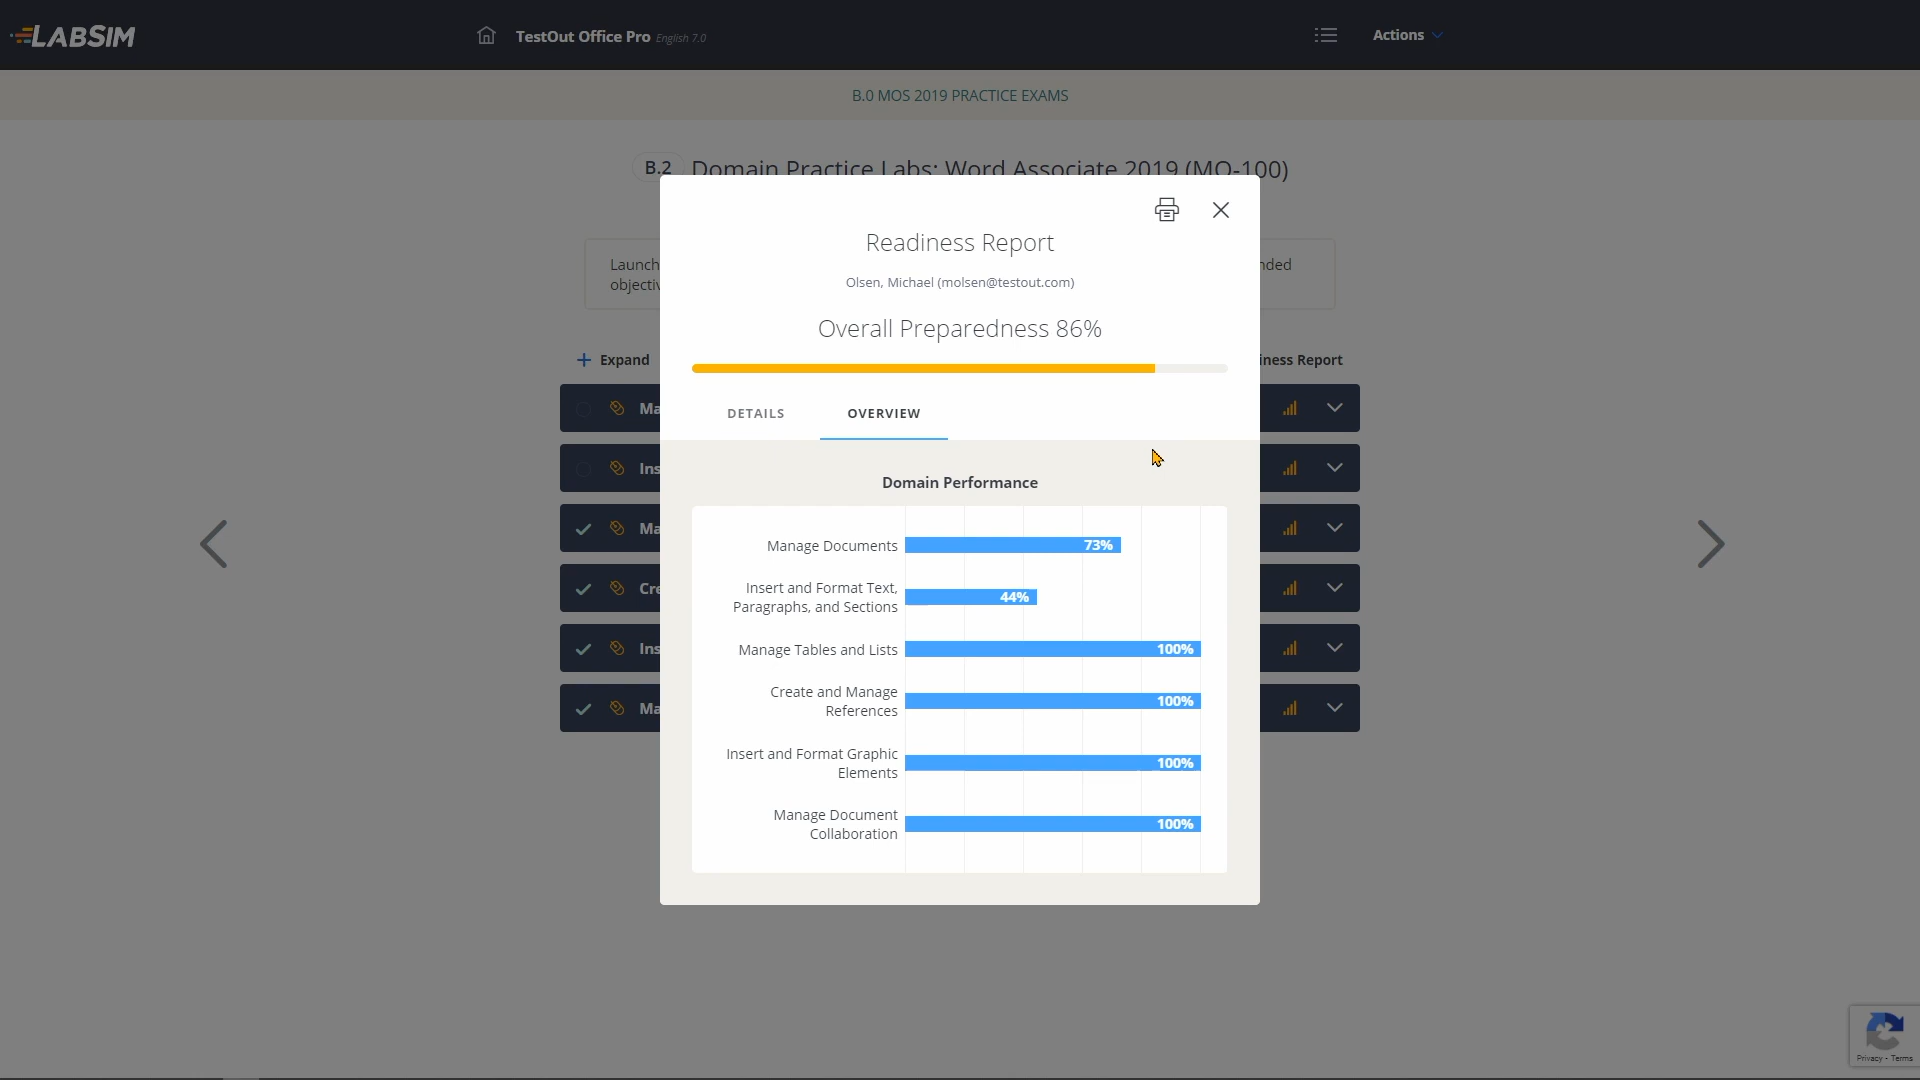 LABSIM
TestOut Office Pro English 7.0
Actions
B.0 MOS 2019 PRACTICE EXAMS
B.2 Domain Practice Labs: Word Associate 2019 (MO-100)
Launch
nded
objectiv
Expand
iness Report
Ma
Ins
Ma
Cre
Ins
Ma
Readiness Report
Olsen, Michael (molsen@testout.com)
Overall Preparedness 86%
DETAILS
OVERVIEW
Domain Performance
Manage Documents 73%
Insert and Format Text,
Paragraphs, and Sections 44%
Manage Tables and Lists 100%
Create and Manage
References 100%
Insert and Format Graphic
Elements 100%
Manage Document
Collaboration 100%
Privacy - Terms